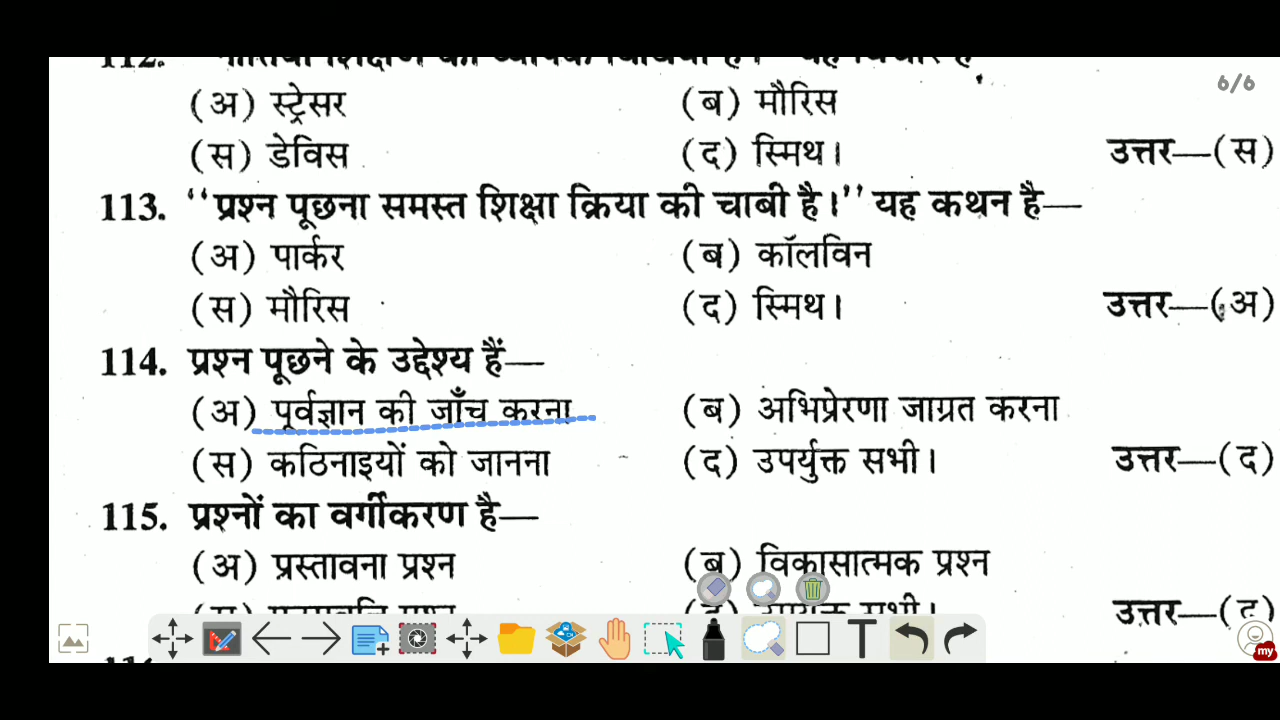 6/6
(अ) स्ट्रेसर (ब) मौरिस
(स) डेविस (द) स्मिथ। उत्तर—(स)
113. ‘‘प्रश्न पूछना समस्त शिक्षा क्रिया की चाबी है।’’ यह कथन है—
(अ) पार्कर (ब) कॉलविन
(स) मौरिस (द) स्मिथ। उत्तर—(अ)
114. प्रश्न पूछने के उद्देश्य हैं—
(अ) पूर्वज्ञान की जाँच करना (ब) अभिप्रेरणा जाग्रत करना
(स) कठिनाइयों को जानना (द) उपर्युक्त सभी। उत्तर—(द)
115. प्रश्नों का वर्गीकरण है—
(अ) प्रस्तावना प्रश्न (ब) विकासात्मक प्रश्न
उत्तर—(द)
T
my